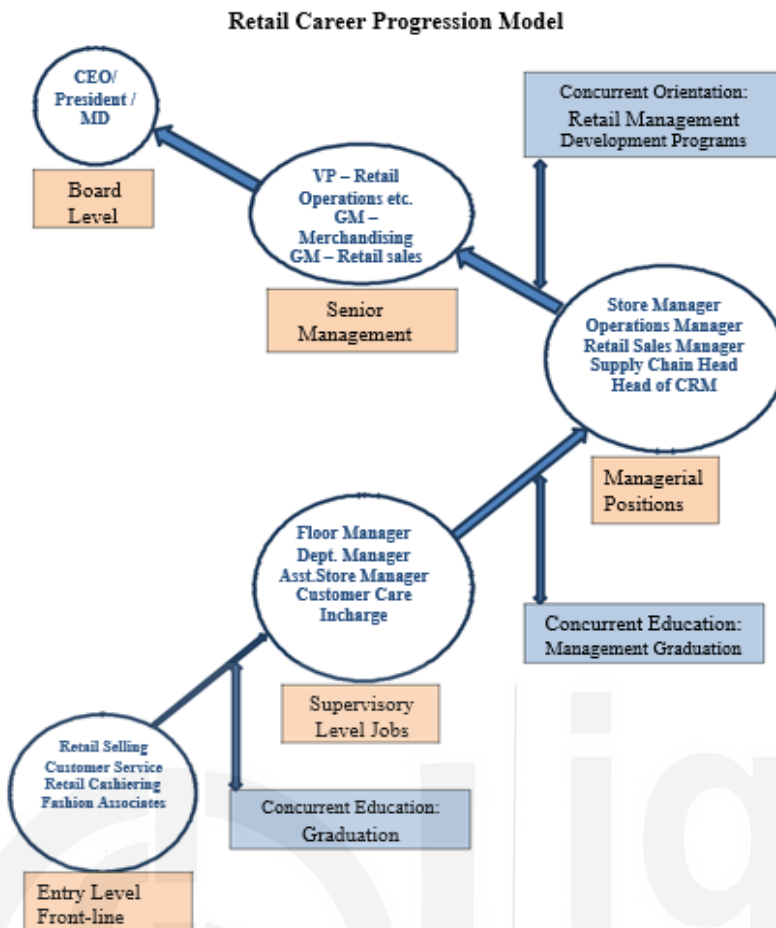 Retail Career Progression Model
CEO/
President /
MD
Board
Level
VP – Retail
Operations etc.
GM –
Merchandising
GM – Retail sales
Senior
Management
Concurrent Orientation:
Retail Management
Development Programs
Store Manager
Operations Manager
Retail Sales Manager
Supply Chain Head
Head of CRM
Managerial
Positions
Floor Manager
Dept. Manager
Asst.Store Manager
Customer Care
Incharge
Supervisory
Level Jobs
Concurrent Education:
Management Graduation
Retail Selling
Customer Service
Retail Cashiering
Fashion Associates
Entry Level
Front-line
Concurrent Education:
Graduation